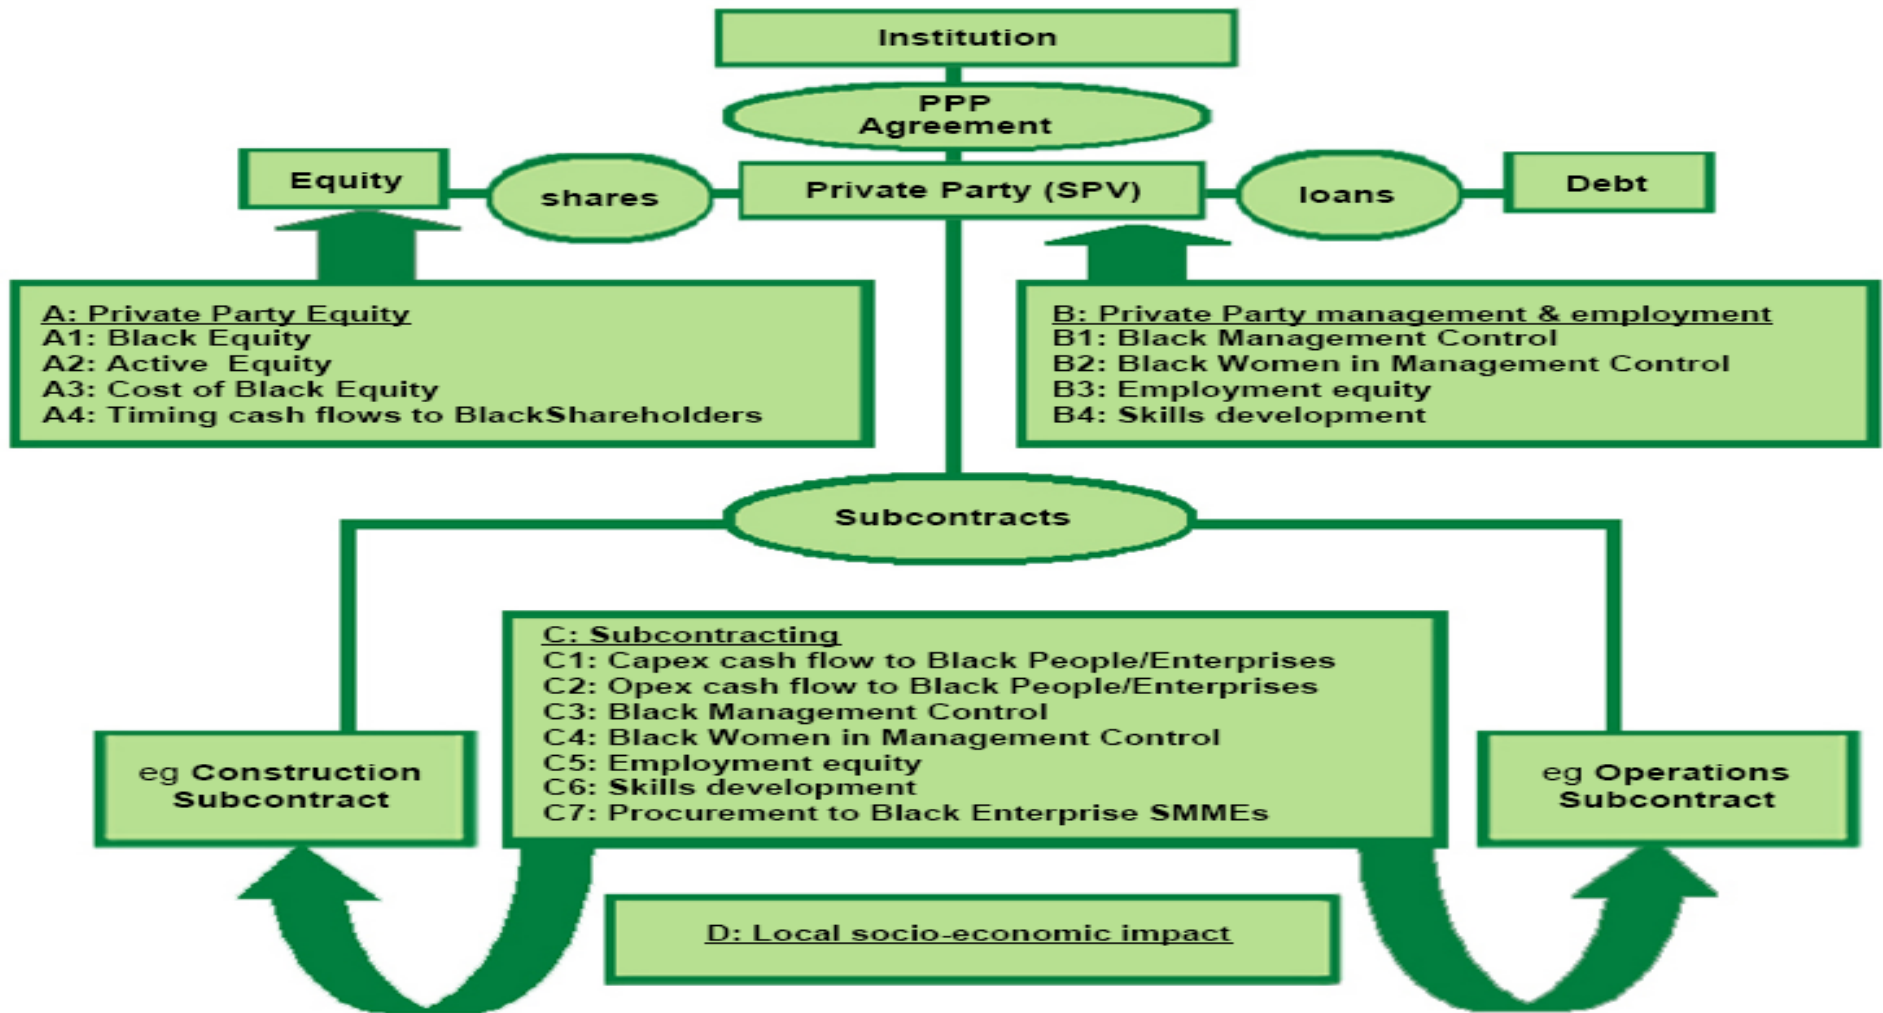 Institution
PPP
Agreement
Equity
shares
Private Party (SPV)
loans
Debt
A: Private Party Equity
A1: Black Equity
A2: Active  Equity
A3: Cost of Black Equity
A4: Timing cash flows to BlackShareholders
B: Private Party management & employment
B1: Black Management Control
B2: Black Women in Management Control
B3: Employment equity
B4: Skills development
Subcontracts
C: Subcontracting
C1: Capex cash flow to Black People/Enterprises
C2: Opex cash flow to Black People/Enterprises
C3: Black Management Control
C4: Black Women in Management Control
C5: Employment equity
C6: Skills development
C7: Procurement to Black Enterprise SMMEs
eg Construction
Subcontract
eg Operations
Subcontract
D: Local socio-economic impact